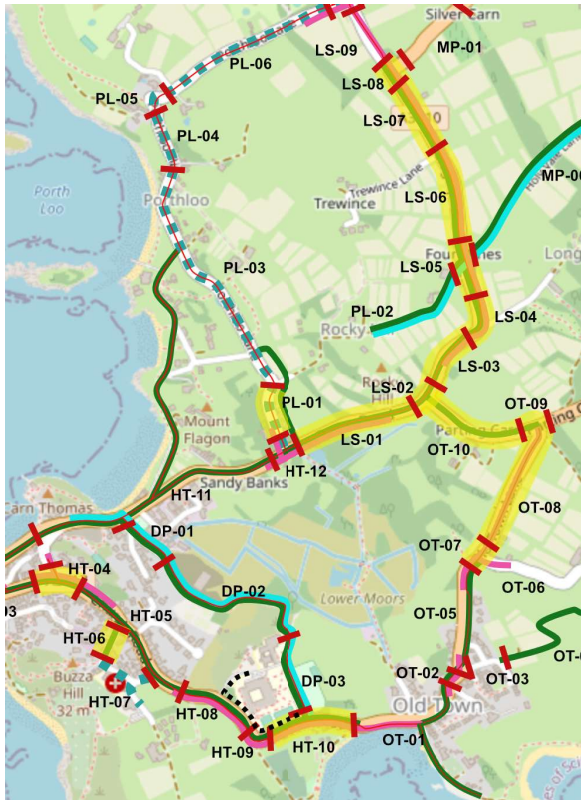 Silver Carn
LS-09
MP-01
PL-06
LS-08
PL-05
LS-07
PL-04
Trewince Lane
MP-0
Porth
Loo
Porthloo
Trewince
LS-06
PL-03
LS-05
PL-02
Rocky
LS-04
LS-03
LS-02
PL-01
OT-09
Mount
Flagon
LS-01
OT-10
HT-12
HT-11
Sandy Banks
OT-08
Carn Thomas
DP-01
OT-07
HT-04
DP-02
OT-06
03
HT-05
Lower Moors
OT-05
HT-06
OT-02
OT-03
Buzza
Hill
32 m
HT-07
HT-08
DP-03
Old Town
HT-09
HT-10
OT-01